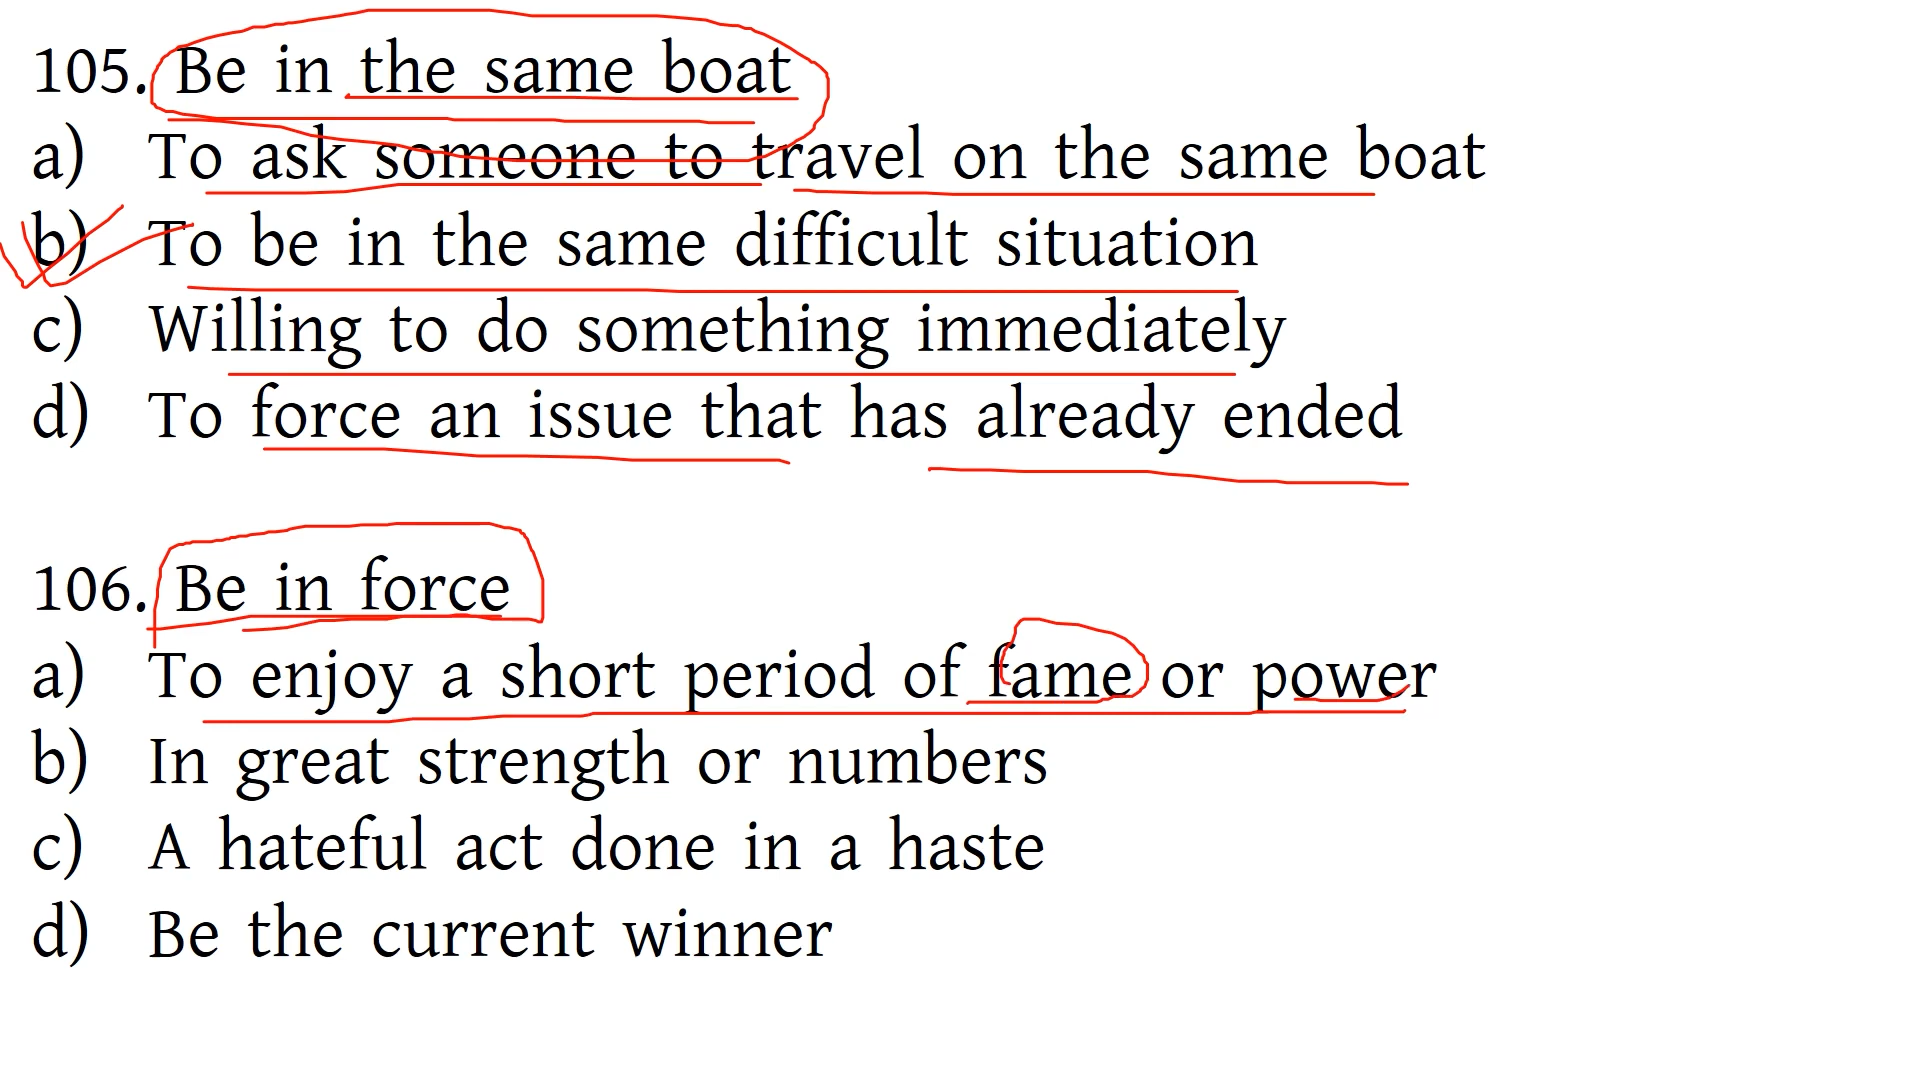 105. Be in the same boat
a) To ask someone to travel on the same boat
b) To be in the same difficult situation
c) Willing to do something immediately
d) To force an issue that has already ended
106. Be in force
a) To enjoy a short period of fame or power
b) In great strength or numbers
c) A hateful act done in a haste
d) Be the current winner